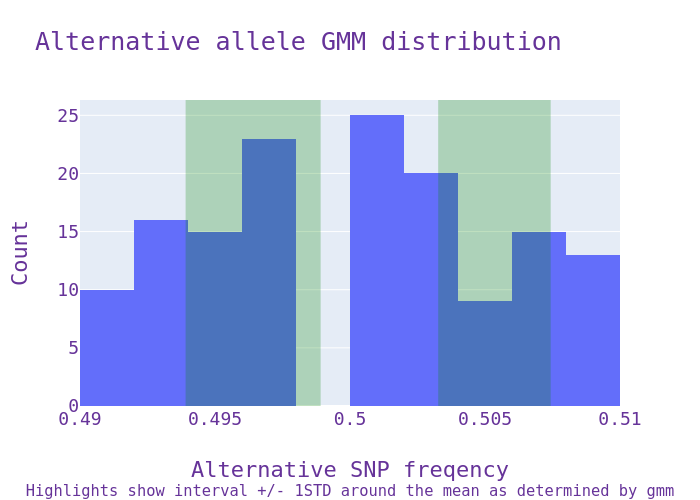 Alternative allele GMM distribution
25
20
15
10
5
0
Count
0.49
0.495
0.5
0.505
0.51
Alternative SNP freqency
Highlights show interval +/- 1STD around the mean as determined by gmm